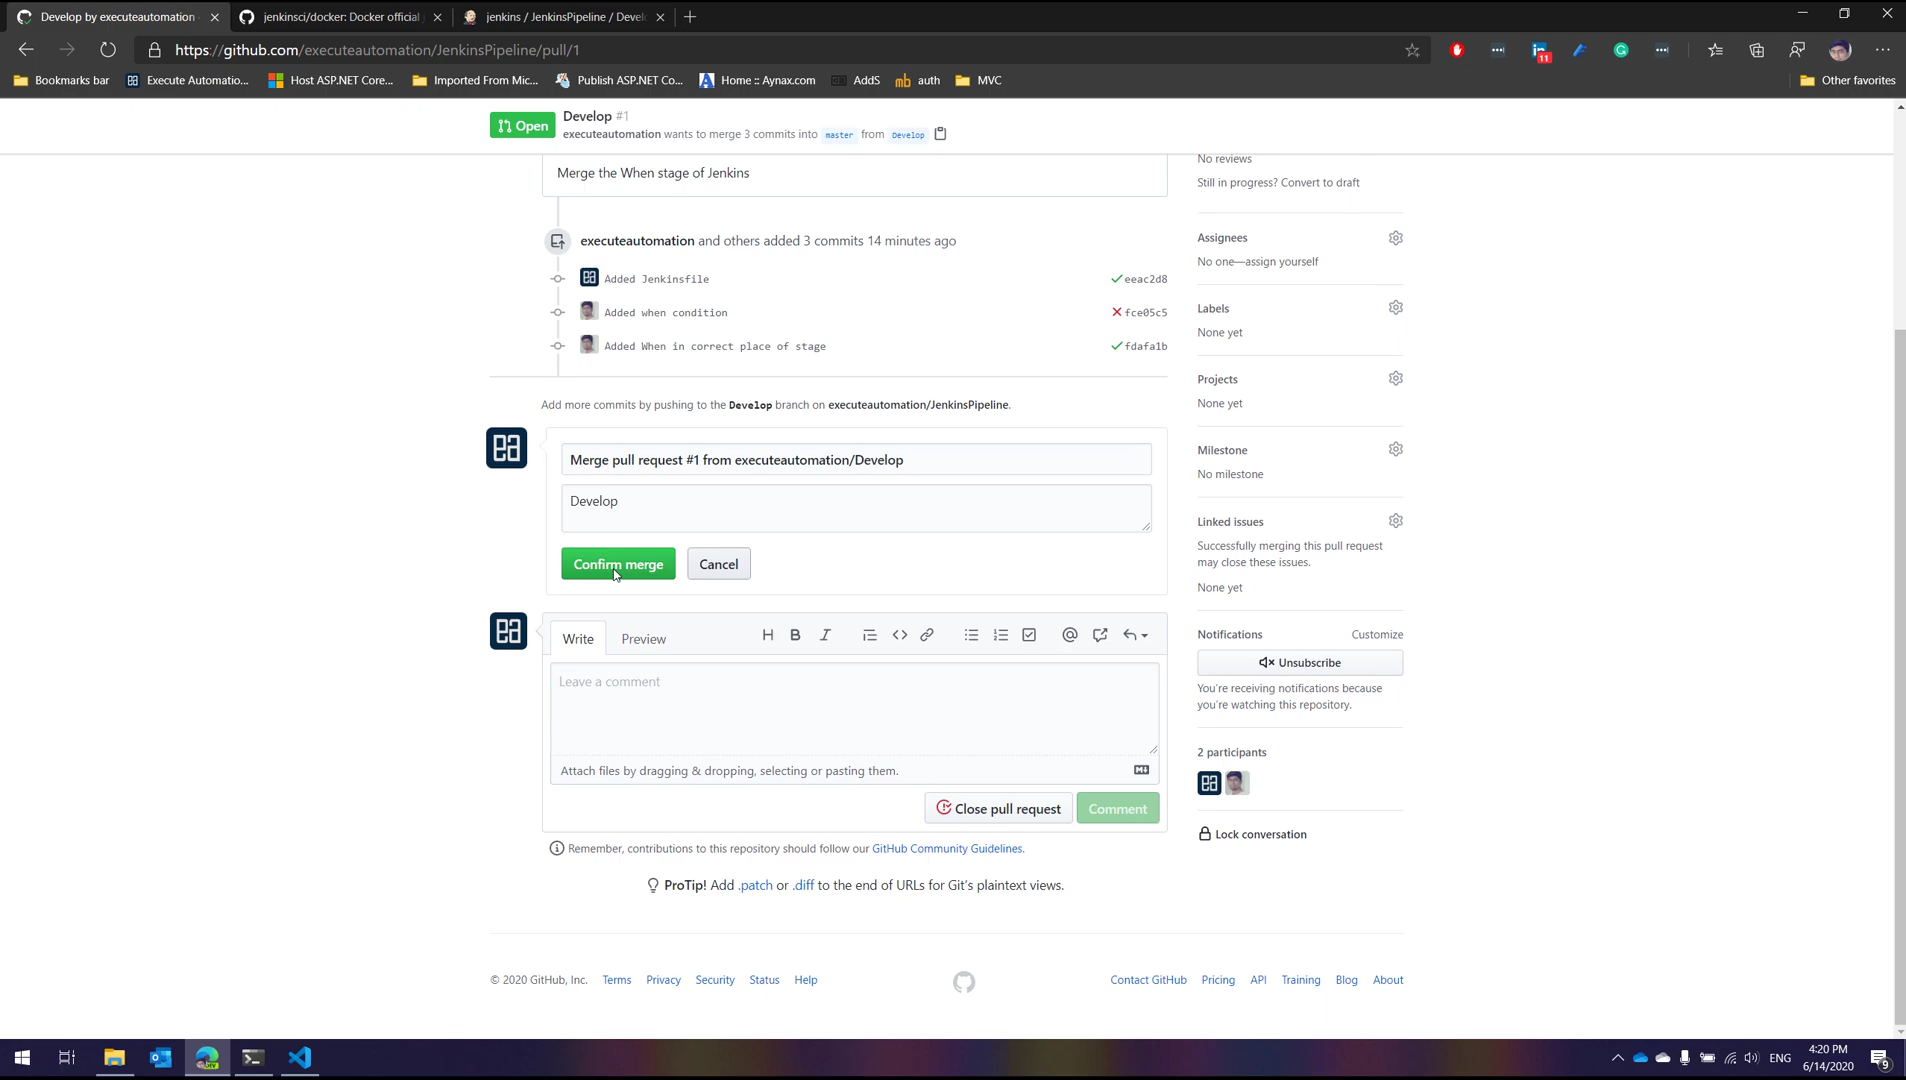 Develop by executeautomation
jenkinsci/docker: Docker official
jenkins / JenkinsPipeline / Devel
https://github.com/executeautomation/JenkinsPipeline/pull/1
11
Bookmarks bar
Execute Automatio...
Host ASP.NET Core...
Imported From Mic...
Publish ASP.NET Co...
Home :: Aynax.com
AddS
auth
MVC
Other favorites
Open
Develop #1
executeautomation wants to merge 3 commits into master from Develop
No reviews
Merge the When stage of Jenkins
Still in progress? Convert to draft
executeautomation and others added 3 commits 14 minutes ago
Added Jenkinsfile eeac2d8
Added when condition fce05c5
Added When in correct place of stage fdafa1b
Assignees
No one—assign yourself
Labels
None yet
Projects
None yet
Add more commits by pushing to the Develop branch on executeautomation/JenkinsPipeline.
Merge pull request #1 from executeautomation/Develop
Develop
Confirm merge
Cancel
Milestone
No milestone
Linked issues
Successfully merging this pull request
may close these issues.
None yet
Write
Preview
Leave a comment
Attach files by dragging & dropping, selecting or pasting them.
Close pull request
Comment
Notifications
Customize
Unsubscribe
You're receiving notifications because
you're watching this repository.
2 participants
Lock conversation
Remember, contributions to this repository should follow our GitHub Community Guidelines.
ProTip! Add .patch or .diff to the end of URLs for Git's plaintext views.
© 2020 GitHub, Inc.
Terms
Privacy
Security
Status
Help
Contact GitHub
Pricing
API
Training
Blog
About
ENG
4:20 PM
6/14/2020
9